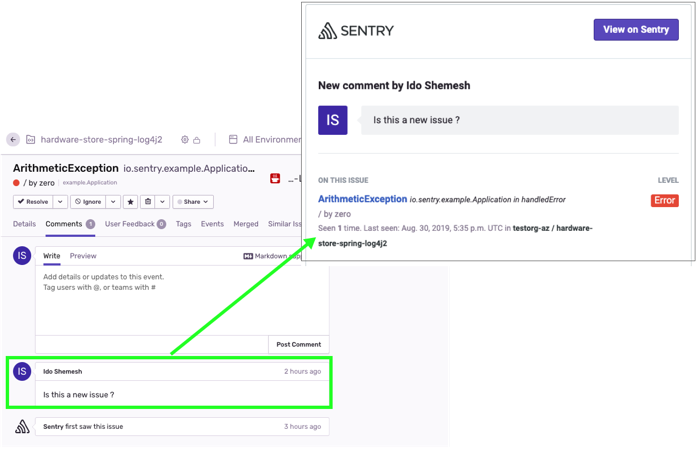 SENTRY
View on Sentry
New comment by Ido Shemesh
IS
Is this a new issue ?
ON THIS ISSUE
LEVEL
ArithmeticException io.sentry.example.Application in handledError
Error
/ by zero
Seen 1 time. Last seen: Aug. 30, 2019, 5:35 p.m. UTC in testorg-az / hardware-
store-spring-log4j2
hardware-store-spring-log4j2
All Environmen
ArithmeticException io.sentry.example.Applicatio...
/ by zero
example.Application
Resolve
Ignore
Share
Details
Comments 1
User Feedback 0
Tags
Events
Merged
Similar Iss
IS
Write
Preview
Markdown
Add details or updates to this event.
Tag users with @, or teams with #
Post Comment
IS
Ido Shemesh
2 hours ago
Is this a new issue ?
Sentry first saw this issue
3 hours ago